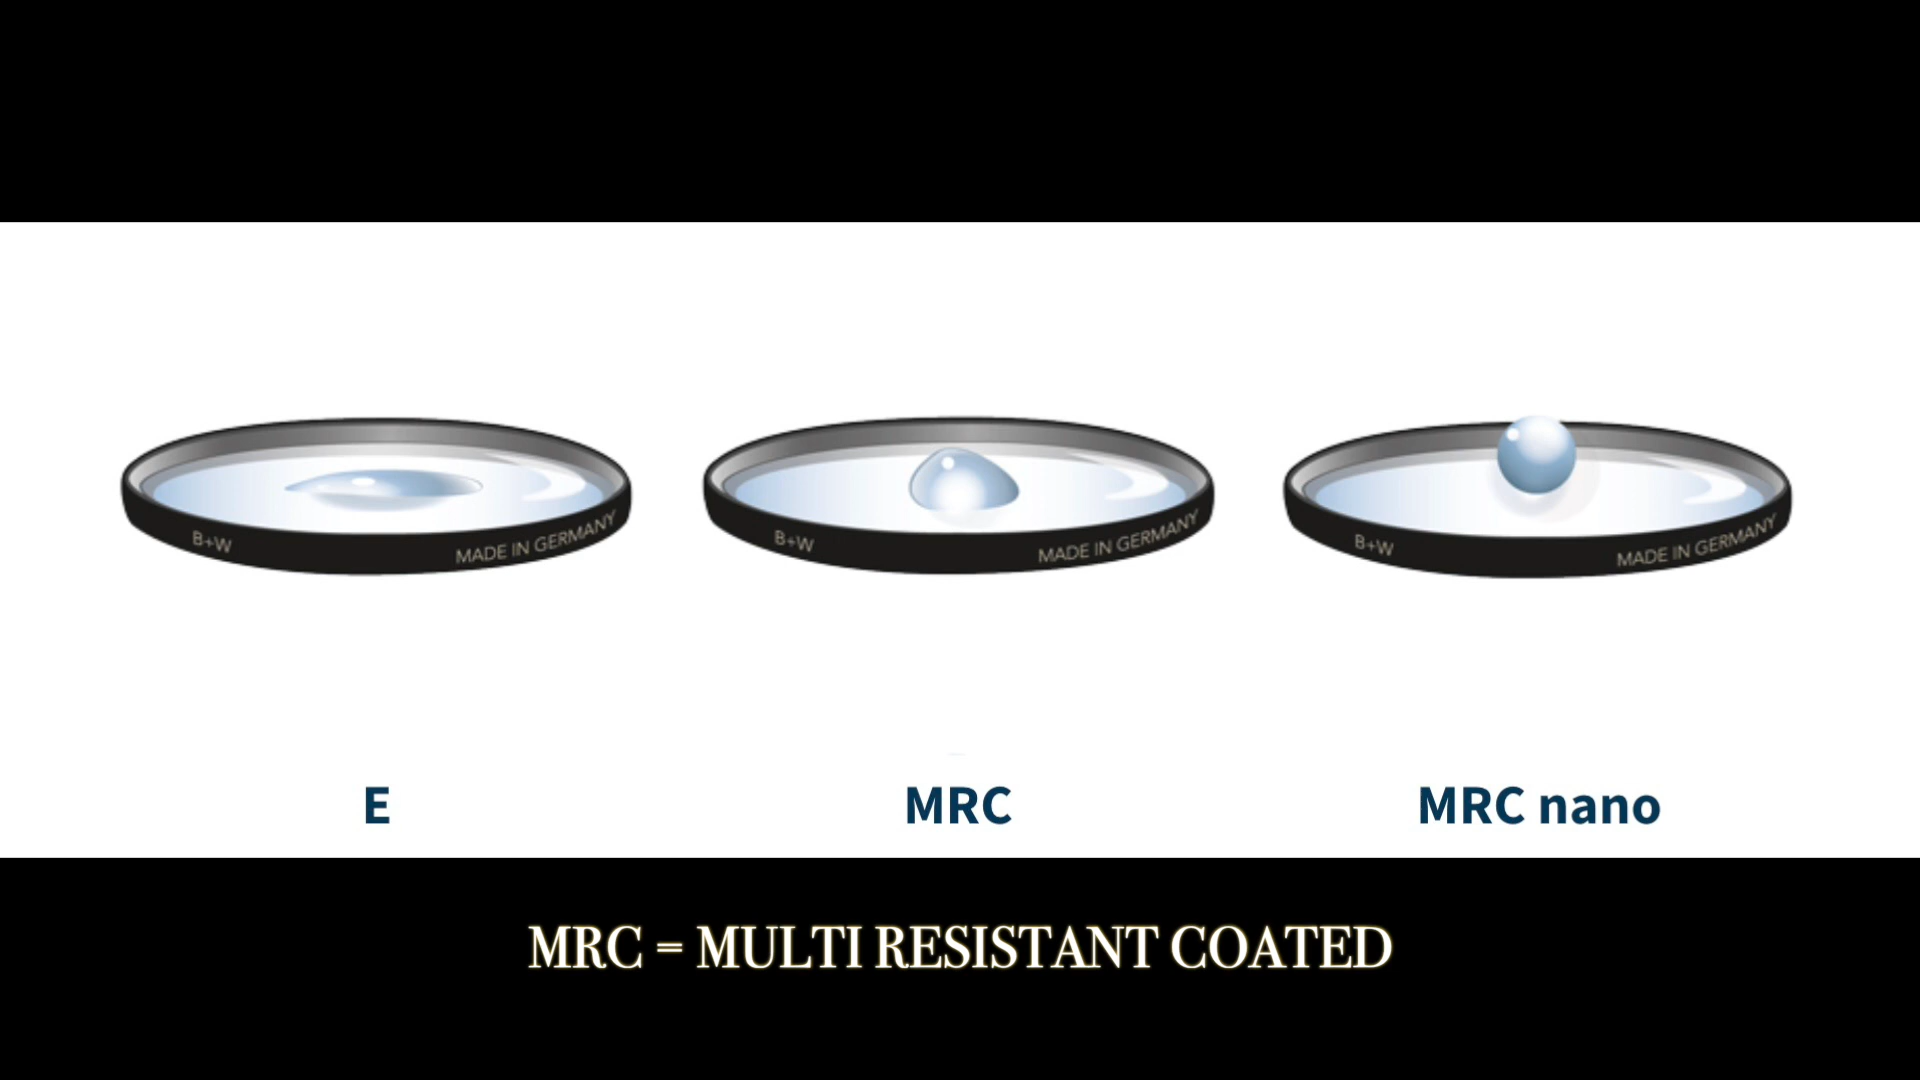 B+W MADE IN GERMANY
B+W MADE IN GERMANY
B+W MADE IN GERMANY
E
MRC
MRC nano
MRC = MULTI RESISTANT COATED